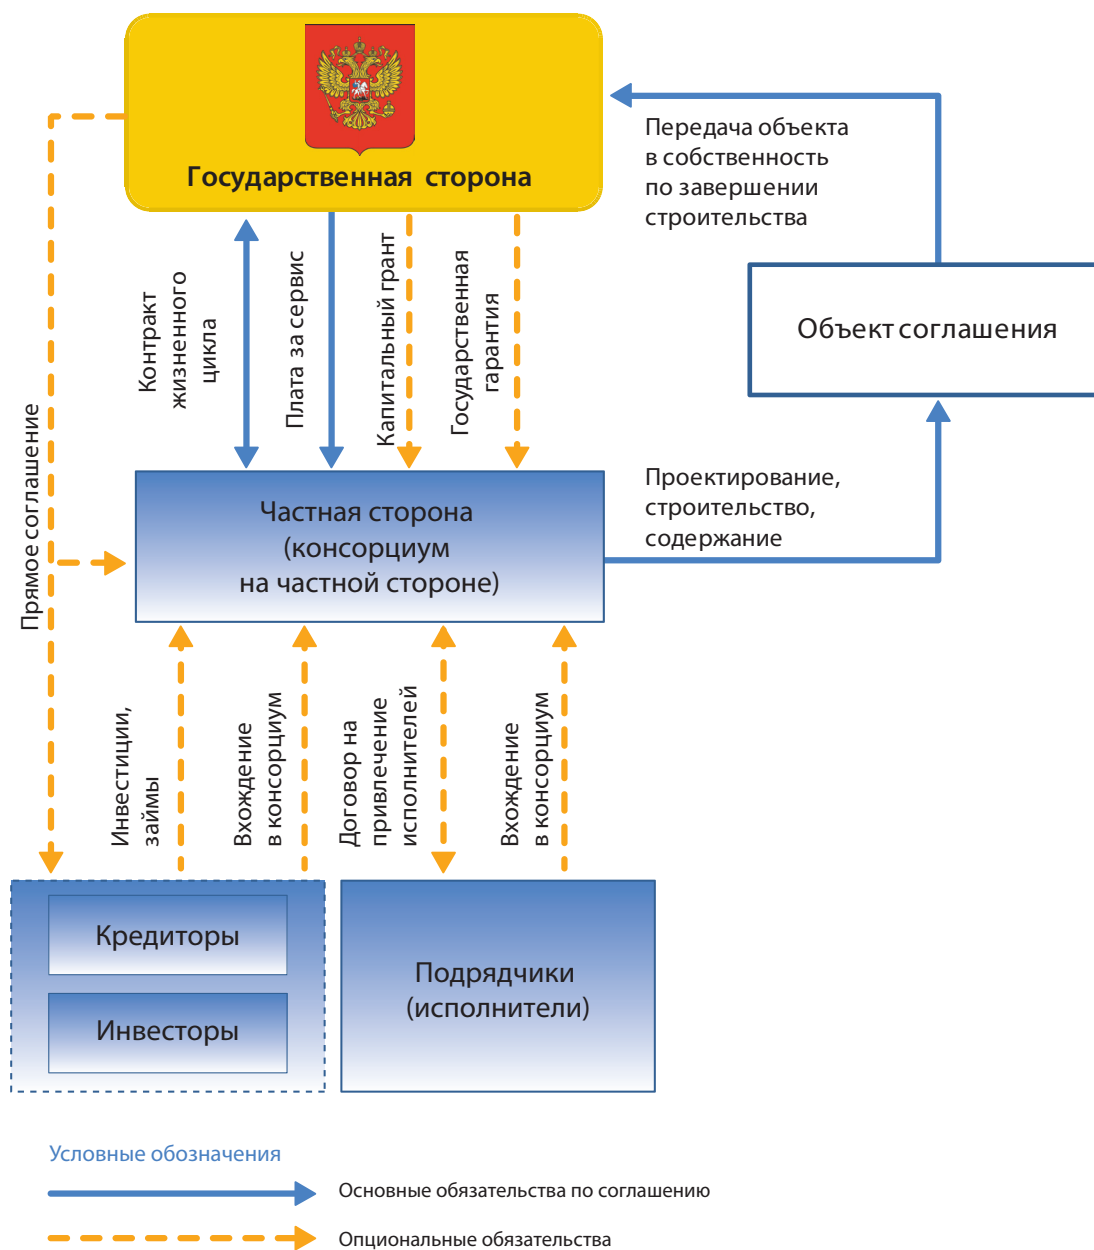 Государственная сторона
Передача объекта
в собственность
по завершении
строительства
Объект соглашения
Контракт
жизненного
цикла
Плата за сервис
Капитальный грант
Государственная
гарантия
Прямое соглашение
Частная сторона
(консорциум
на частной стороне)
Проектирование,
строительство,
содержание
Инвестиции,
займы
Вхождение
в консорциум
Договор на
привлечение
исполнителей
Вхождение
в консорциум
Кредиторы
Инвесторы
Подрядчики
(исполнители)
Условные обозначения
Основные обязательства по соглашению
Опциональные обязательства